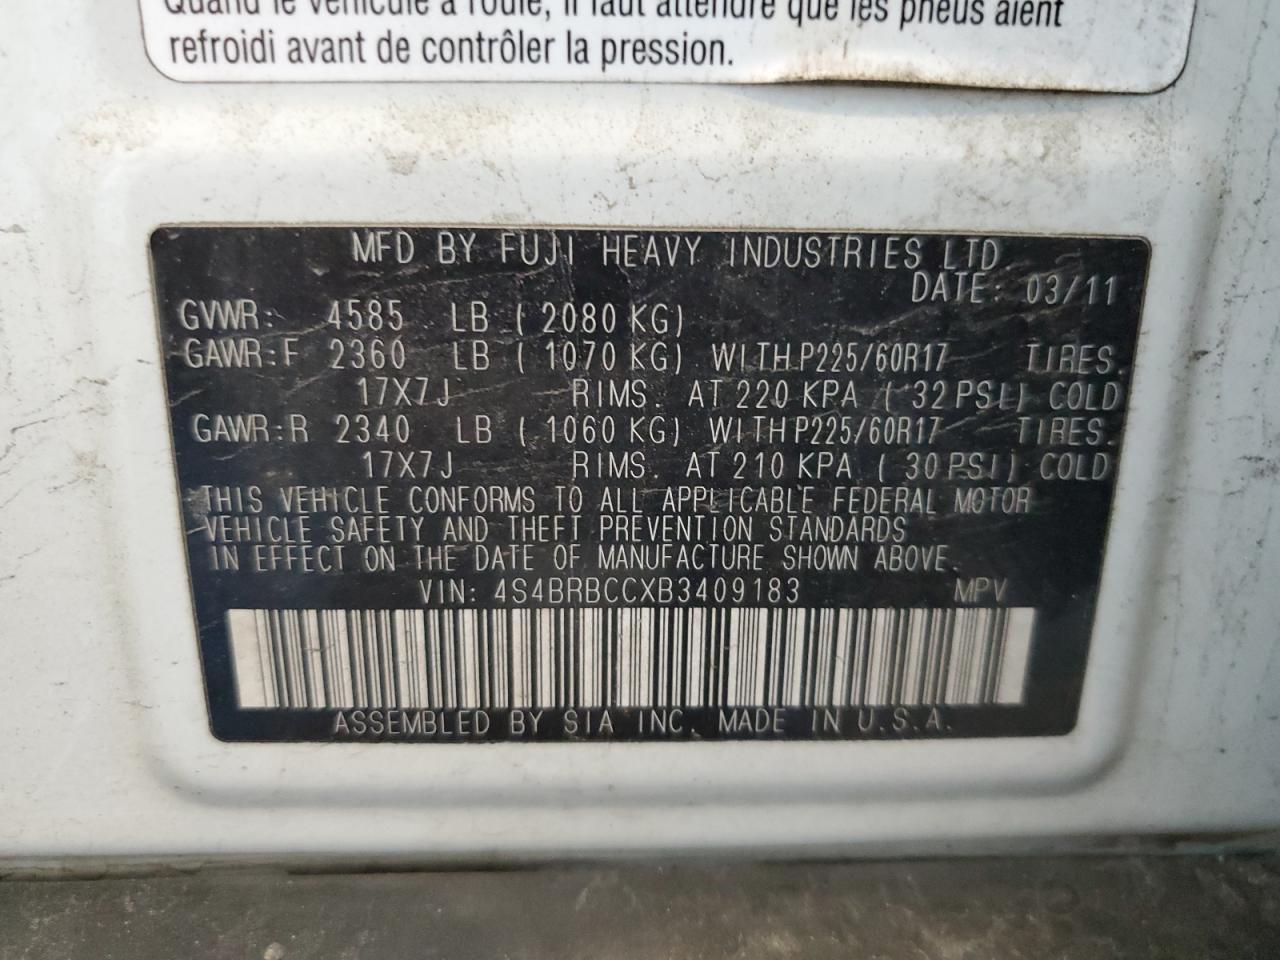 Quand le véhicule a roulé, il faut attendre que les pneus aient
refroidi avant de contrôler la pression.
MFD BY FUJI HEAVY INDUSTRIES LTD
DATE: 03/11
GVWR: 4585 LB ( 2080 KG)
GAWR:F 2360 LB ( 1070 KG) WITH P225/60R17 TIRES.
17X7J RIMS. AT 220 KPA ( 32 PSI) COLD
GAWR:R 2340 LB ( 1060 KG) WITH P225/60R17 TIRES.
17X7J RIMS. AT 210 KPA ( 30 PSI) COLD
THIS VEHICLE CONFORMS TO ALL APPLICABLE FEDERAL MOTOR
VEHICLE SAFETY AND THEFT PREVENTION STANDARDS
IN EFFECT ON THE DATE OF MANUFACTURE SHOWN ABOVE.
VIN: 4S4BRBCCXB3409183 MPV
ASSEMBLED BY SIA INC. MADE IN U.S.A.